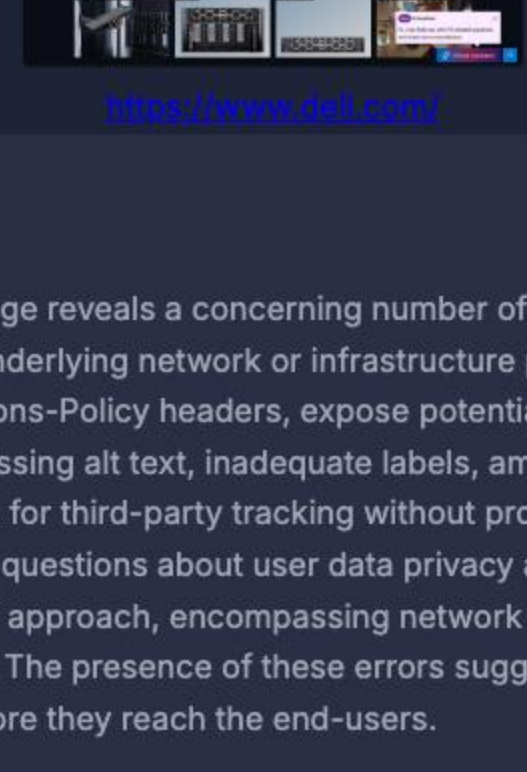 https://www.dell.com/
ge reveals a concerning number of
nderlying network or infrastructure
ons-Policy headers, expose potentia
ssing alt text, inadequate labels, am
for third-party tracking without pro
questions about user data privacy a
approach, encompassing network
The presence of these errors sugg
ore they reach the end-users.